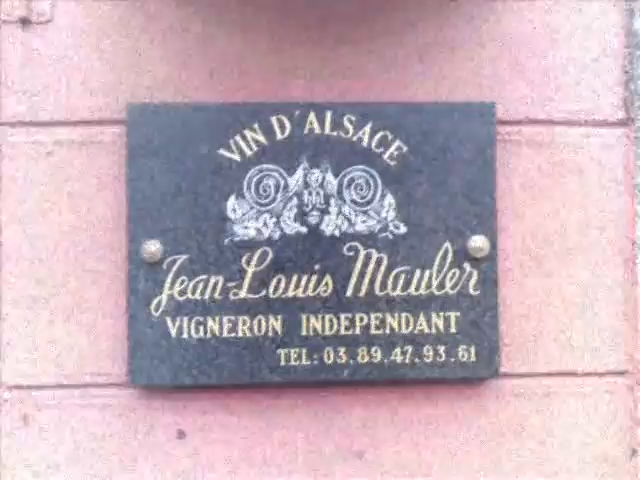 VIN D'ALSACE
Jean-Louis Mauler
VIGNERON INDEPENDANT
TEL: 03.89.47.93.61